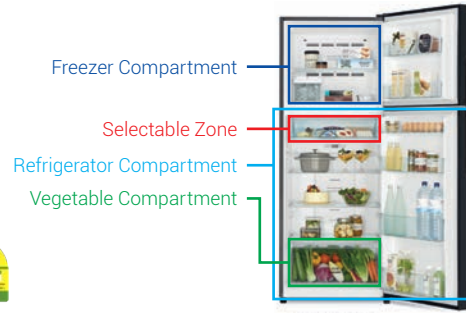 Freezer Compartment
Selectable Zone
Refrigerator Compartment
Vegetable Compartment